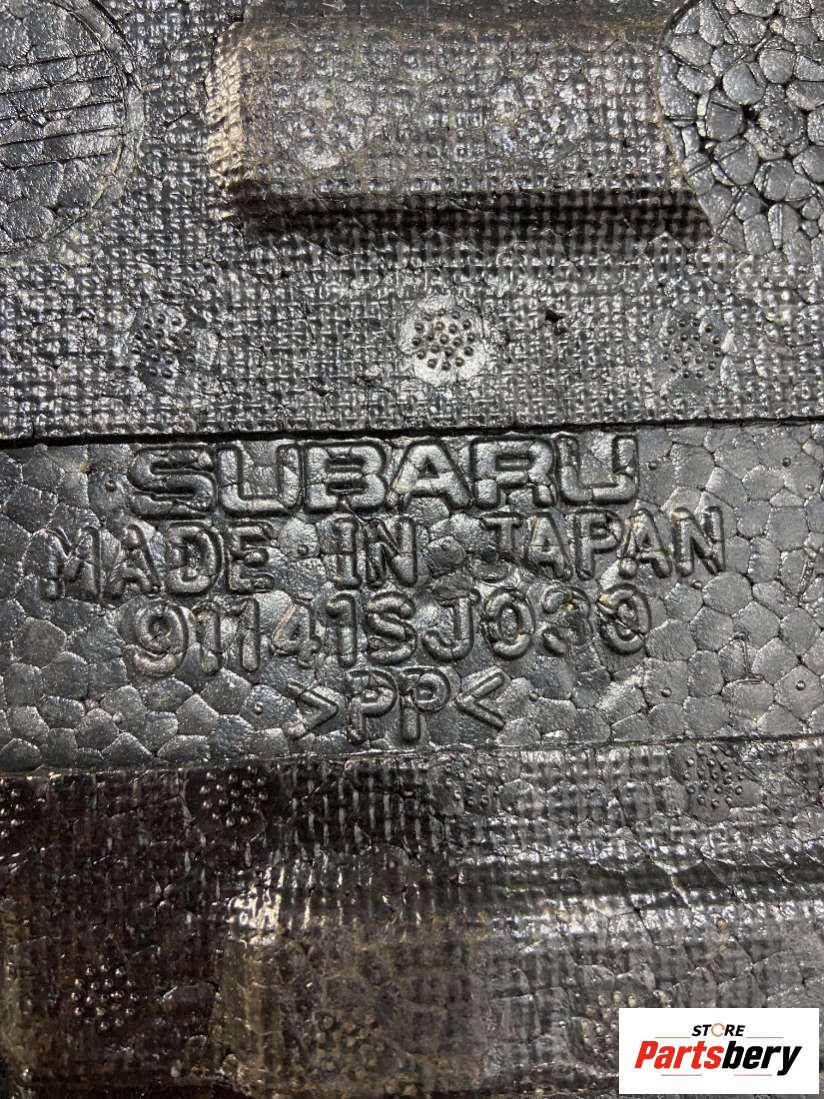 SUBARU
MADE IN JAPAN
91141SJ030
>PP<
STORE
Partsbery